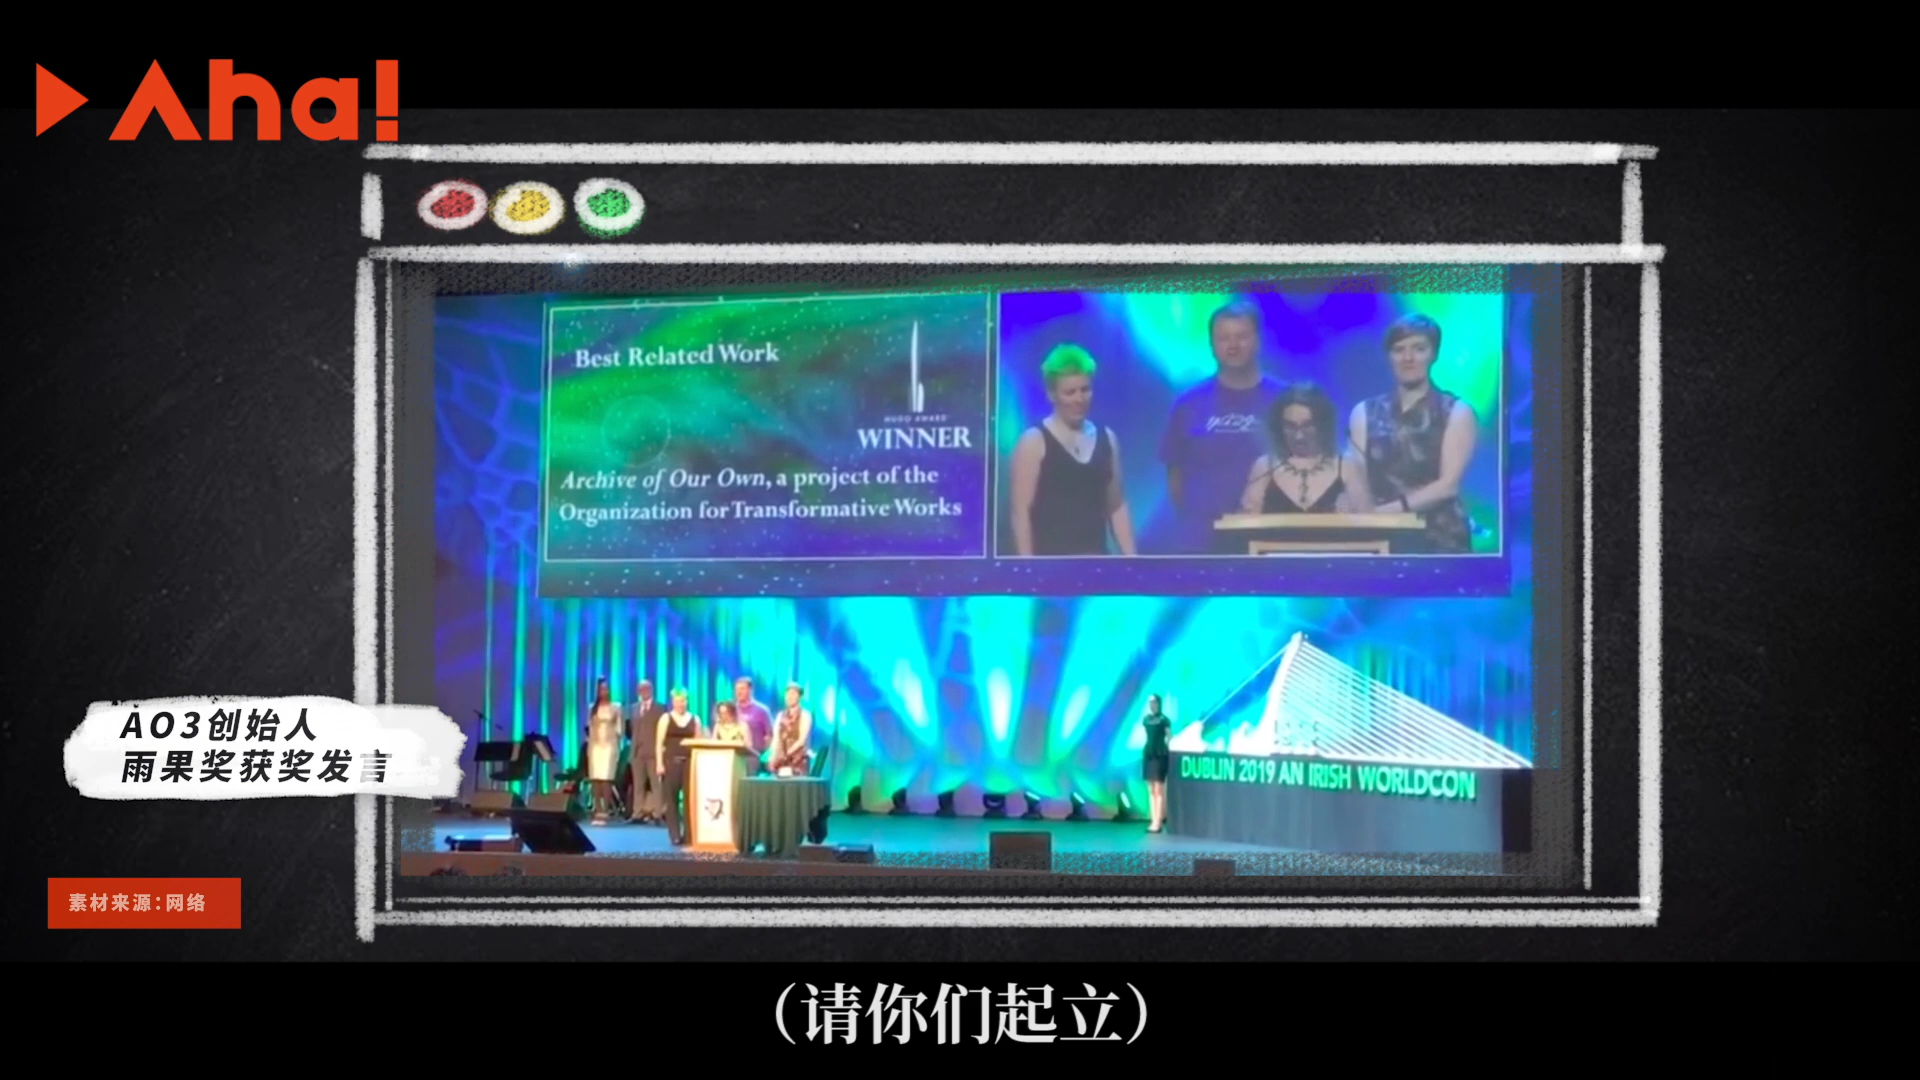 Aha!
Best Related Work
HUGO AWARD
WINNER
Archive of Our Own, a project of the
Organization for Transformative Works
AO3创始人
雨果奖获奖发言
DUBLIN 2019 AN IRISH WORLDCON
素材来源:网络
(请你们起立)